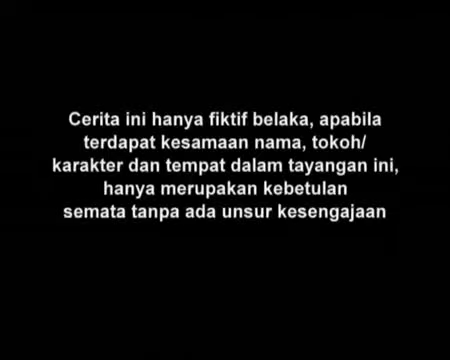 Cerita ini hanya fiktif belaka, apabila
terdapat kesamaan nama, tokoh/
karakter dan tempat dalam tayangan ini,
hanya merupakan kebetulan
semata tanpa ada unsur kesengajaan